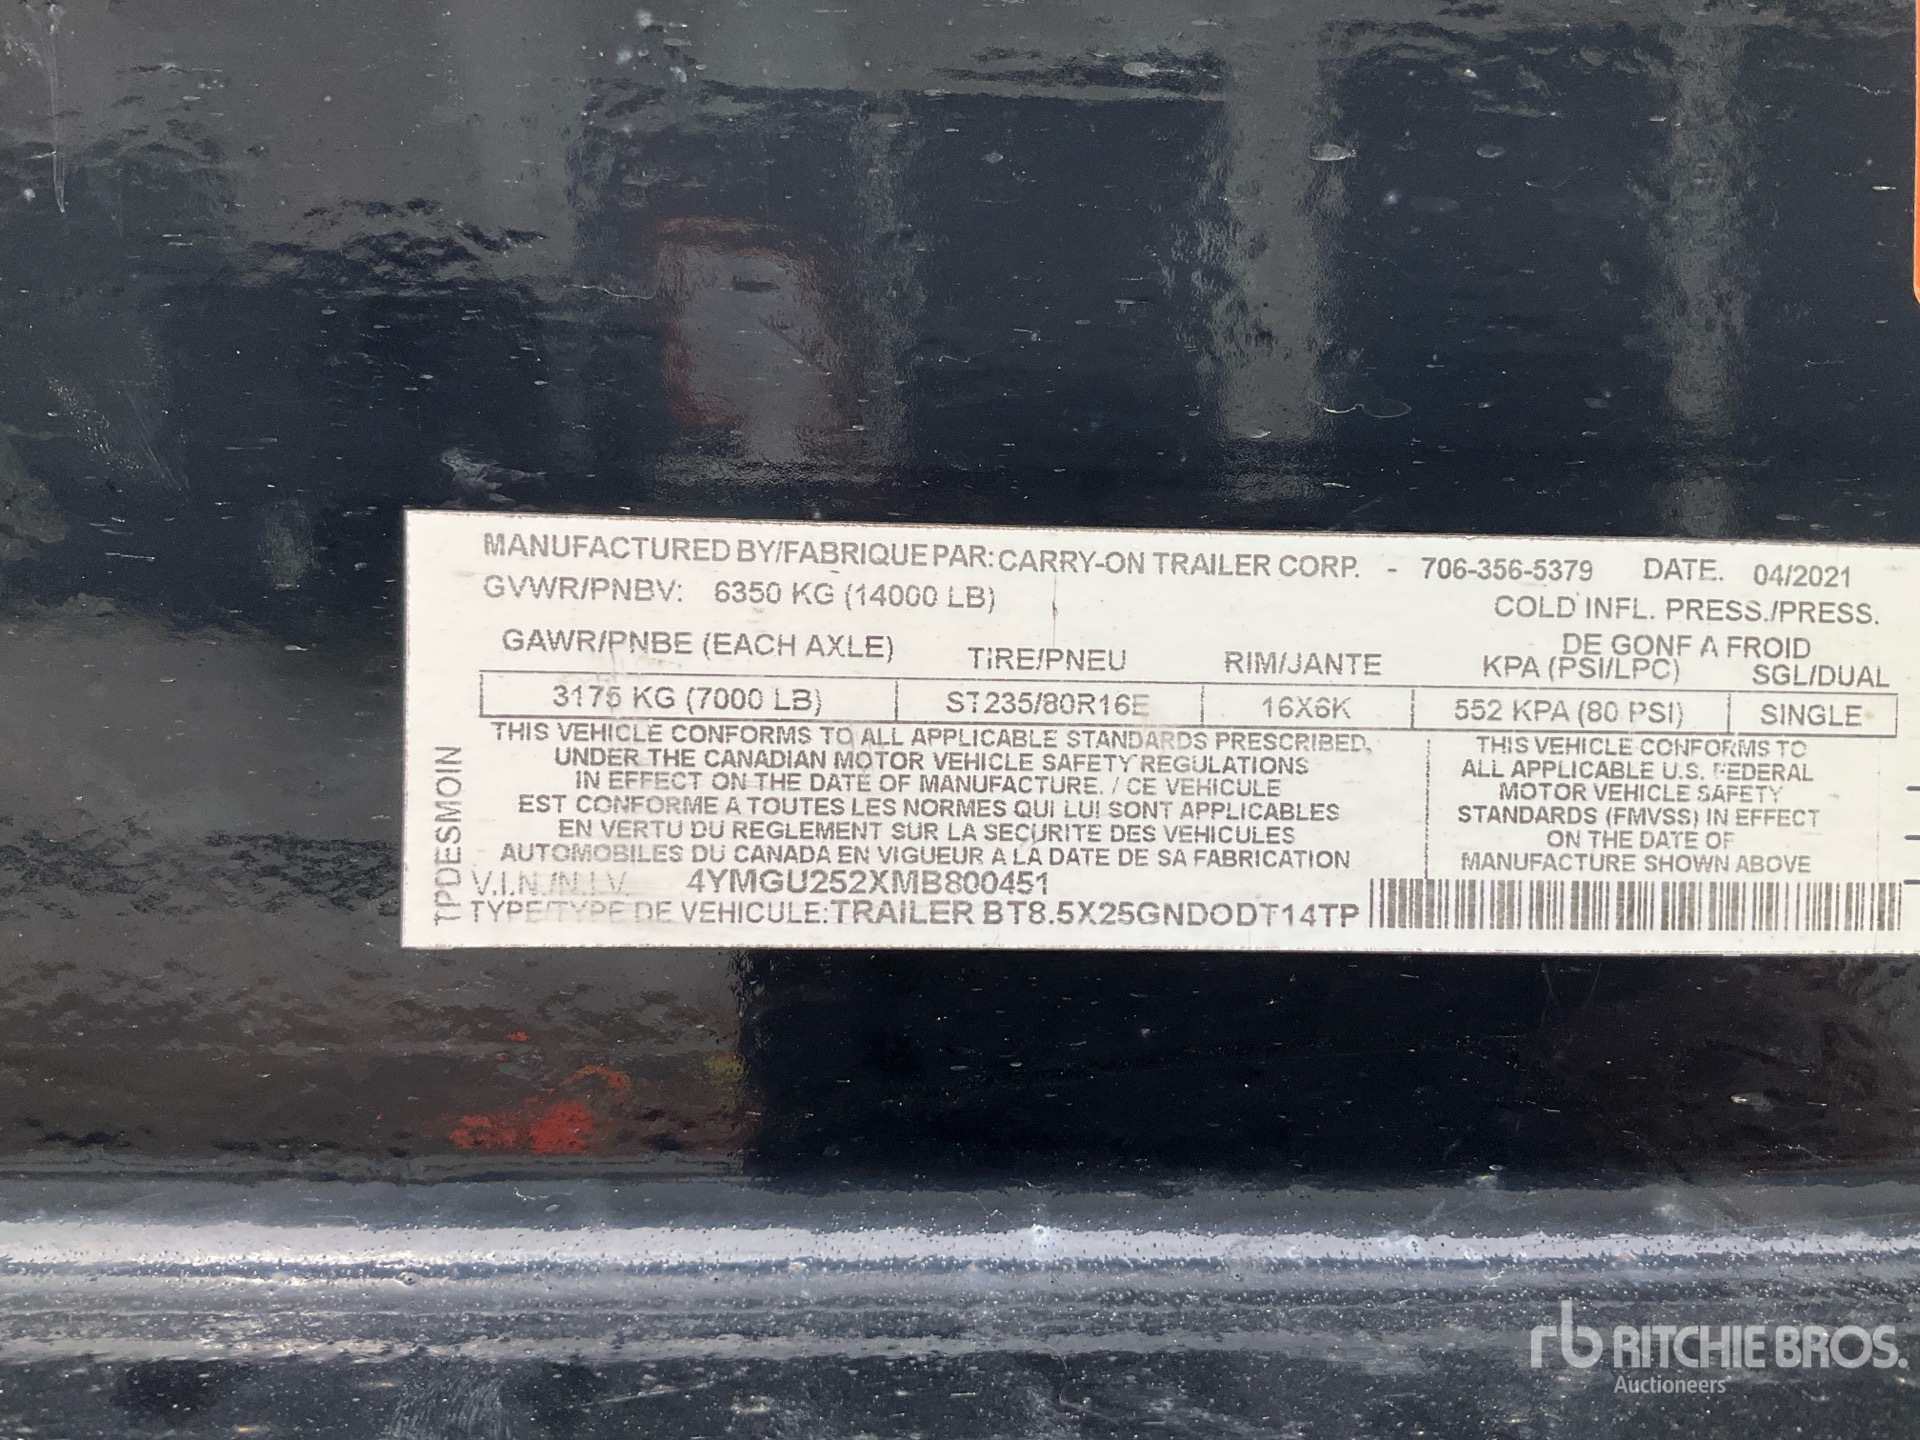 MANUFACTURED BY/FABRIQUE PAR: CARRY-ON TRAILER CORP. - 706-356-5379 DATE. 04/2021
GVWR/PNBV: 6350 KG (14000 LB)
COLD INFL. PRESS./PRESS.
DE GONF A FROID
GAWR/PNBE (EACH AXLE) TIRE/PNEU RIM/JANTE KPA (PSI/LPC) SGL/DUAL
3175 KG (7000 LB) ST235/80R16E 16X6K 552 KPA (80 PSI) SINGLE
THIS VEHICLE CONFORMS TO ALL APPLICABLE STANDARDS PRESCRIBED,
UNDER THE CANADIAN MOTOR VEHICLE SAFETY REGULATIONS
IN EFFECT ON THE DATE OF MANUFACTURE. / CE VEHICULE
EST CONFORME A TOUTES LES NORMES QUI LUI SONT APPLICABLES
EN VERTU DU REGLEMENT SUR LA SECURITE DES VEHICULES
AUTOMOBILES DU CANADA EN VIGUEUR A LA DATE DE SA FABRICATION
THIS VEHICLE CONFORMS TO
ALL APPLICABLE U.S. FEDERAL
MOTOR VEHICLE SAFETY
STANDARDS (FMVSS) IN EFFECT
ON THE DATE OF
MANUFACTURE SHOWN ABOVE
V.I.N./N.I.V. 4YMGU252XMB800451
TYPE/TYPE DE VEHICULE: TRAILER BT8.5X25GNDODT14TP
TPDESMOIN
rb RITCHIE BROS.
Auctioneers